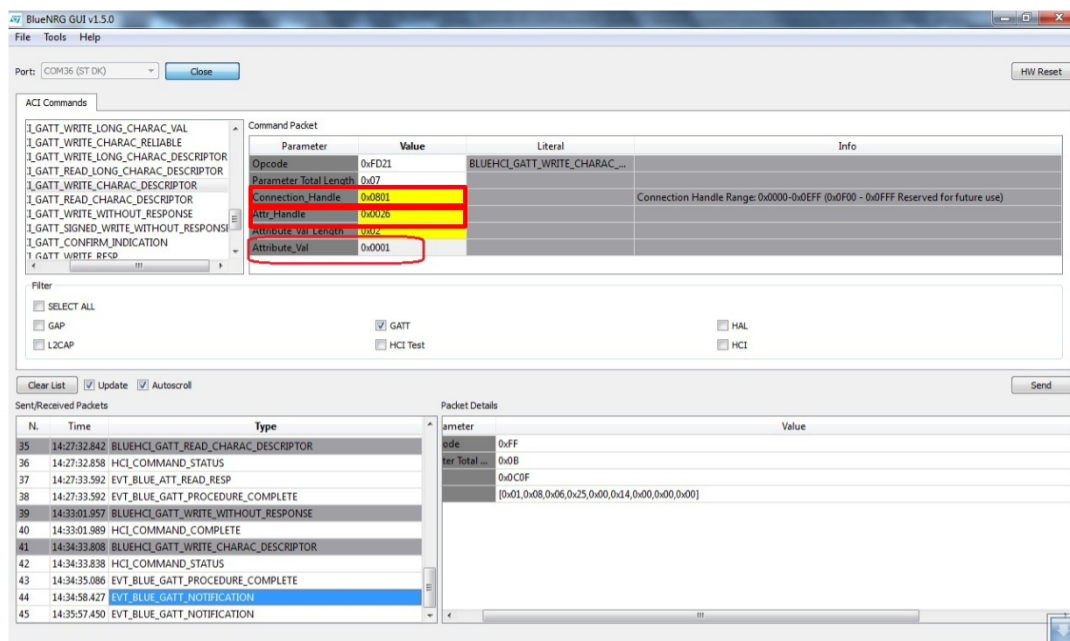 BlueNRG GUI v1.5.0
File Tools Help
Port: COM36 (ST DK) Close HW Reset
ACI Commands
I_GATT_WRITE_LONG_CHARAC_VAL
I_GATT_WRITE_CHARAC_RELIABLE
I_GATT_WRITE_LONG_CHARAC_DESCRIPTOR
I_GATT_READ_LONG_CHARAC_DESCRIPTOR
I_GATT_WRITE_CHARAC_DESCRIPTOR
I_GATT_READ_CHARAC_DESCRIPTOR
I_GATT_WRITE_WITHOUT_RESPONSE
I_GATT_SIGNED_WRITE_WITHOUT_RESPONSE
I_GATT_CONFIRM_INDICATION
I_GATT_WRITE_RESP
Command Packet
Parameter Value Literal Info
Opcode 0xFD21 BLUEHCI_GATT_WRITE_CHARAC_...
Parameter Total Length 0x07
Connection_Handle 0x0801 Connection Handle Range: 0x0000-0x0EFF (0x0F00 - 0x0FFF Reserved for future use)
Attr_Handle 0x0026
Attribute_Val_Length 0x02
Attribute_Val 0x0001
Filter
SELECT ALL
GAP GATT HAL
L2CAP HCI Test HCI
Clear List Update Autoscroll Send
Sent/Received Packets
N. Time Type
35 14:27:32.842 BLUEHCI_GATT_READ_CHARAC_DESCRIPTOR
36 14:27:32.858 HCI_COMMAND_STATUS
37 14:27:33.592 EVT_BLUE_ATT_READ_RESP
38 14:27:33.592 EVT_BLUE_GATT_PROCEDURE_COMPLETE
39 14:33:01.957 BLUEHCI_GATT_WRITE_WITHOUT_RESPONSE
40 14:33:01.989 HCI_COMMAND_COMPLETE
41 14:34:33.808 BLUEHCI_GATT_WRITE_CHARAC_DESCRIPTOR
42 14:34:33.838 HCI_COMMAND_STATUS
43 14:34:35.086 EVT_BLUE_GATT_PROCEDURE_COMPLETE
44 14:34:58.427 EVT_BLUE_GATT_NOTIFICATION
45 14:35:57.450 EVT_BLUE_GATT_NOTIFICATION
Packet Details
ameter Value
ode 0xFF
ter Total ... 0x0B
0x0C0F
[0x01,0x08,0x06,0x25,0x00,0x14,0x00,0x00,0x00]